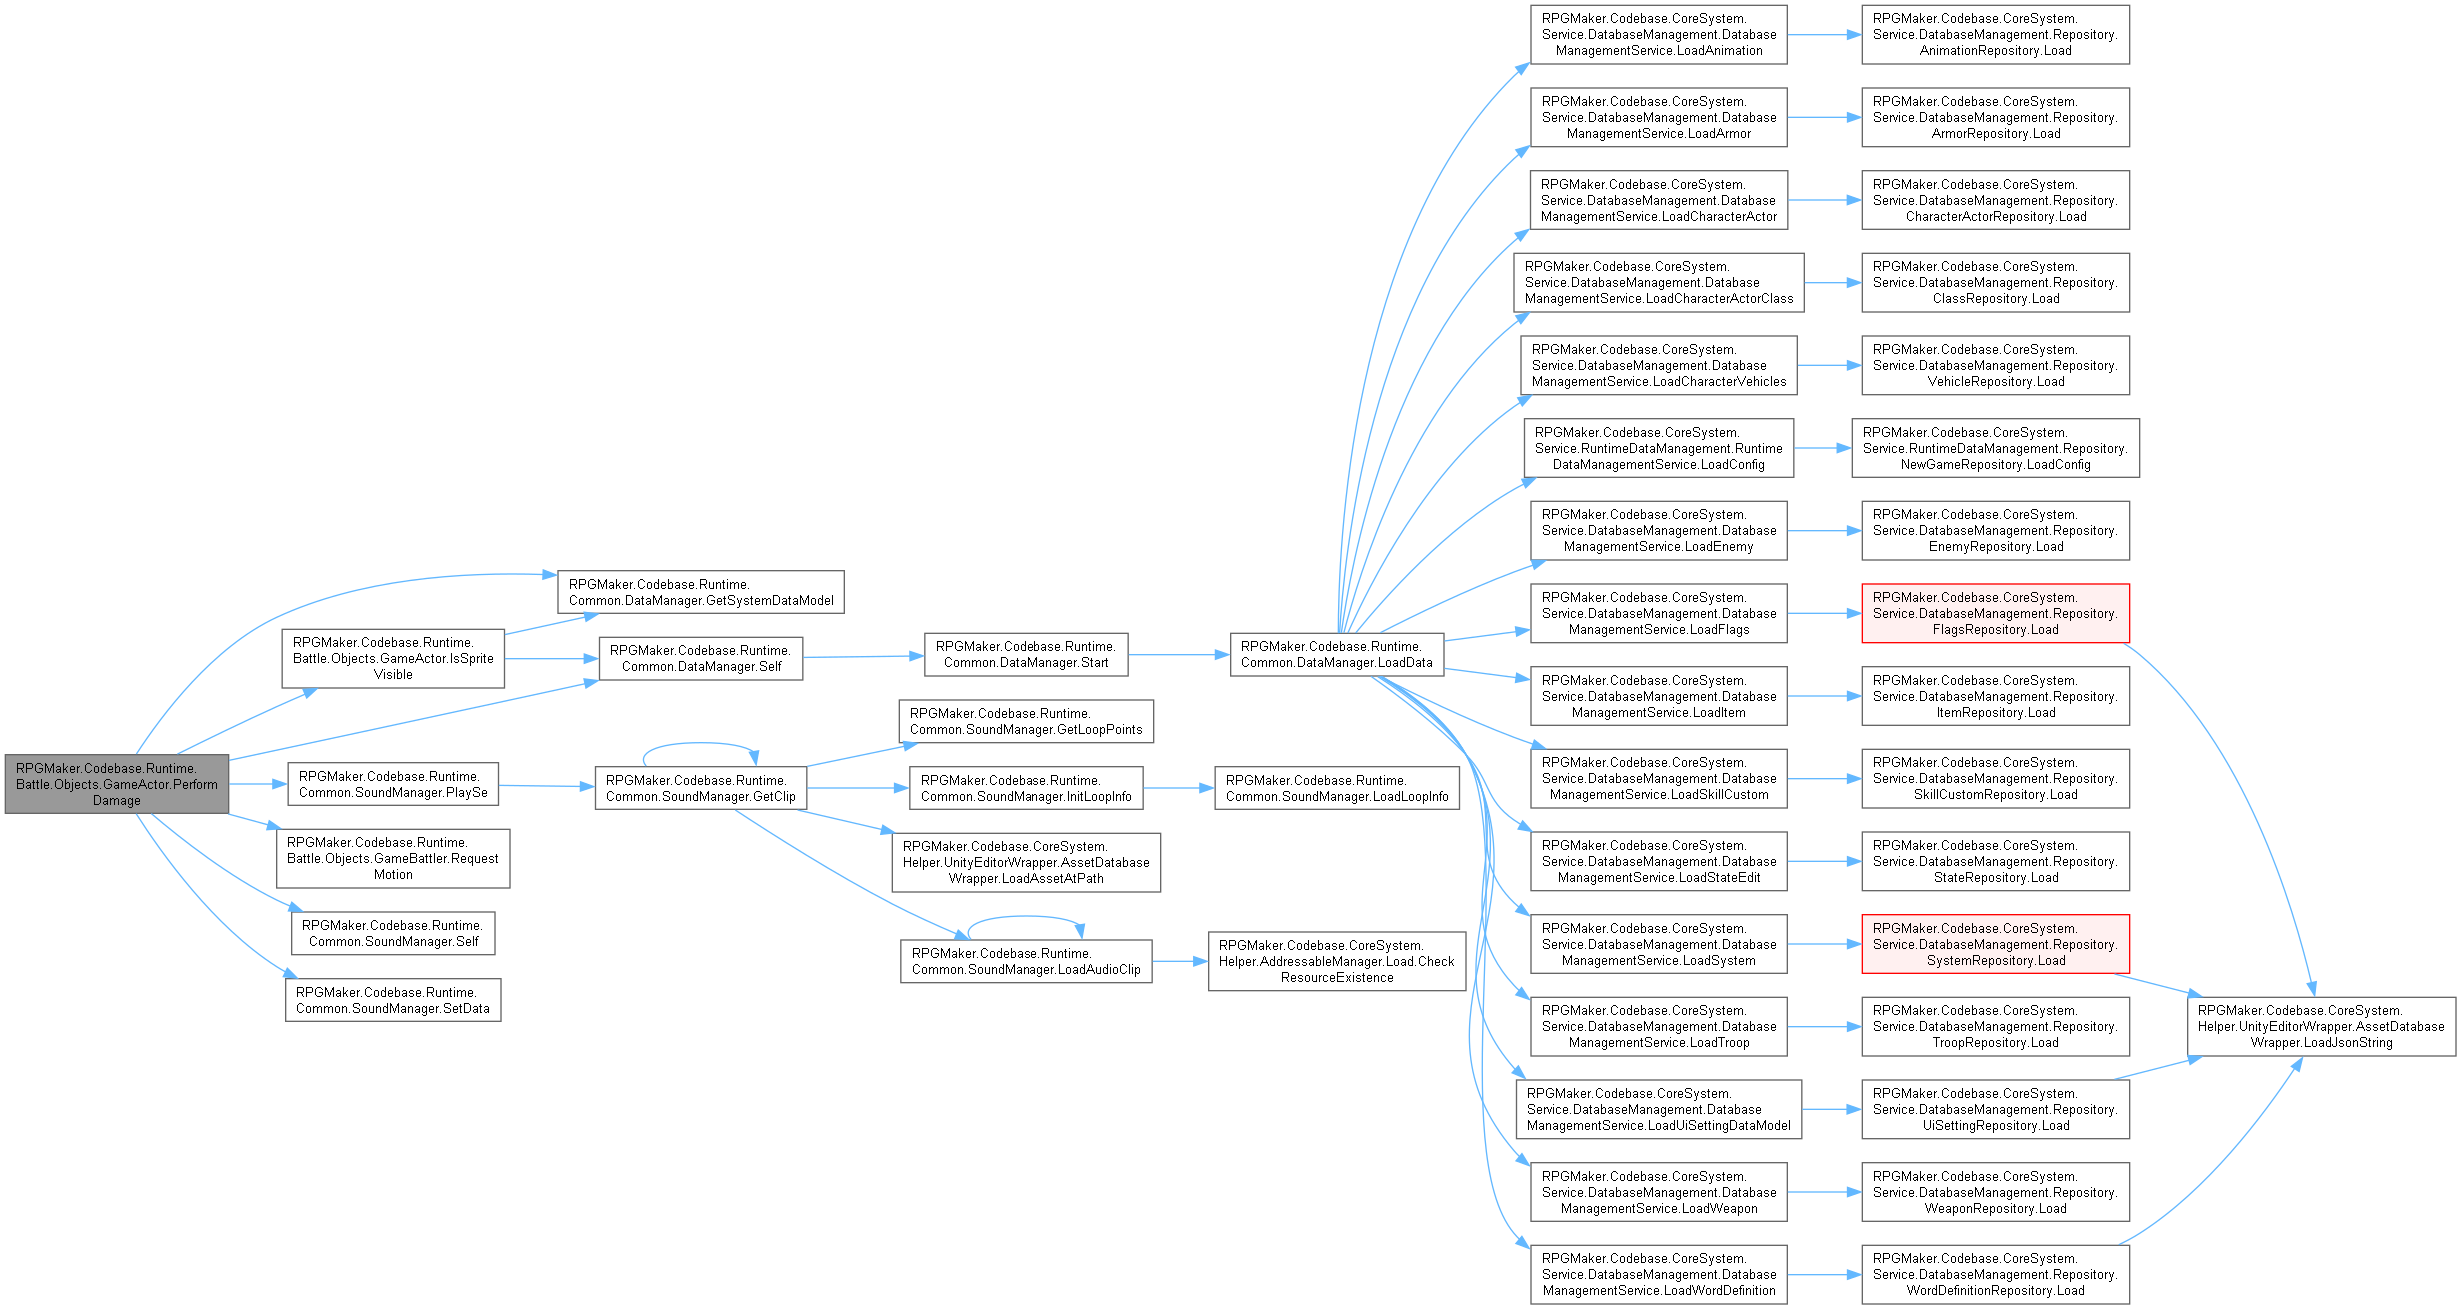 RPGMaker.Codebase.Runtime.
Battle.Objects.GameActor.Perform
Damage
RPGMaker.Codebase.Runtime.
Common.DataManager.GetSystemDataModel
RPGMaker.Codebase.Runtime.
Battle.Objects.GameActor.IsSprite
Visible
RPGMaker.Codebase.Runtime.
Common.DataManager.Self
RPGMaker.Codebase.Runtime.
Common.SoundManager.PlaySe
RPGMaker.Codebase.Runtime.
Battle.Objects.GameBattler.Request
Motion
RPGMaker.Codebase.Runtime.
Common.SoundManager.Self
RPGMaker.Codebase.Runtime.
Common.SoundManager.SetData
RPGMaker.Codebase.Runtime.
Common.DataManager.Start
RPGMaker.Codebase.Runtime.
Common.DataManager.LoadData
RPGMaker.Codebase.Runtime.
Common.SoundManager.GetClip
RPGMaker.Codebase.Runtime.
Common.SoundManager.GetLoopPoints
RPGMaker.Codebase.Runtime.
Common.SoundManager.InitLoopInfo
RPGMaker.Codebase.Runtime.
Common.SoundManager.LoadLoopInfo
RPGMaker.Codebase.CoreSystem.
Helper.UnityEditorWrapper.AssetDatabase
Wrapper.LoadAssetAtPath
RPGMaker.Codebase.Runtime.
Common.SoundManager.LoadAudioClip
RPGMaker.Codebase.CoreSystem.
Helper.AddressableManager.Load.Check
ResourceExistence
RPGMaker.Codebase.CoreSystem.
Service.DatabaseManagement.Database
ManagementService.LoadAnimation
RPGMaker.Codebase.CoreSystem.
Service.DatabaseManagement.Repository.
AnimationRepository.Load
RPGMaker.Codebase.CoreSystem.
Service.DatabaseManagement.Database
ManagementService.LoadArmor
RPGMaker.Codebase.CoreSystem.
Service.DatabaseManagement.Repository.
ArmorRepository.Load
RPGMaker.Codebase.CoreSystem.
Service.DatabaseManagement.Database
ManagementService.LoadCharacterActor
RPGMaker.Codebase.CoreSystem.
Service.DatabaseManagement.Repository.
CharacterActorRepository.Load
RPGMaker.Codebase.CoreSystem.
Service.DatabaseManagement.Database
ManagementService.LoadCharacterActorClass
RPGMaker.Codebase.CoreSystem.
Service.DatabaseManagement.Repository.
ClassRepository.Load
RPGMaker.Codebase.CoreSystem.
Service.DatabaseManagement.Database
ManagementService.LoadCharacterVehicles
RPGMaker.Codebase.CoreSystem.
Service.DatabaseManagement.Repository.
VehicleRepository.Load
RPGMaker.Codebase.CoreSystem.
Service.RuntimeDataManagement.Runtime
DataManagementService.LoadConfig
RPGMaker.Codebase.CoreSystem.
Service.RuntimeDataManagement.Repository.
NewGameRepository.LoadConfig
RPGMaker.Codebase.CoreSystem.
Service.DatabaseManagement.Database
ManagementService.LoadEnemy
RPGMaker.Codebase.CoreSystem.
Service.DatabaseManagement.Repository.
EnemyRepository.Load
RPGMaker.Codebase.CoreSystem.
Service.DatabaseManagement.Database
ManagementService.LoadFlags
RPGMaker.Codebase.CoreSystem.
Service.DatabaseManagement.Repository.
FlagsRepository.Load
RPGMaker.Codebase.CoreSystem.
Service.DatabaseManagement.Database
ManagementService.LoadItem
RPGMaker.Codebase.CoreSystem.
Service.DatabaseManagement.Repository.
ItemRepository.Load
RPGMaker.Codebase.CoreSystem.
Service.DatabaseManagement.Database
ManagementService.LoadSkillCustom
RPGMaker.Codebase.CoreSystem.
Service.DatabaseManagement.Repository.
SkillCustomRepository.Load
RPGMaker.Codebase.CoreSystem.
Service.DatabaseManagement.Database
ManagementService.LoadStateEdit
RPGMaker.Codebase.CoreSystem.
Service.DatabaseManagement.Repository.
StateRepository.Load
RPGMaker.Codebase.CoreSystem.
Service.DatabaseManagement.Database
ManagementService.LoadSystem
RPGMaker.Codebase.CoreSystem.
Service.DatabaseManagement.Repository.
SystemRepository.Load
RPGMaker.Codebase.CoreSystem.
Service.DatabaseManagement.Database
ManagementService.LoadTroop
RPGMaker.Codebase.CoreSystem.
Service.DatabaseManagement.Repository.
TroopRepository.Load
RPGMaker.Codebase.CoreSystem.
Service.DatabaseManagement.Database
ManagementService.LoadUiSettingDataModel
RPGMaker.Codebase.CoreSystem.
Service.DatabaseManagement.Repository.
UiSettingRepository.Load
RPGMaker.Codebase.CoreSystem.
Service.DatabaseManagement.Database
ManagementService.LoadWeapon
RPGMaker.Codebase.CoreSystem.
Service.DatabaseManagement.Repository.
WeaponRepository.Load
RPGMaker.Codebase.CoreSystem.
Service.DatabaseManagement.Database
ManagementService.LoadWordDefinition
RPGMaker.Codebase.CoreSystem.
Service.DatabaseManagement.Repository.
WordDefinitionRepository.Load
RPGMaker.Codebase.CoreSystem.
Helper.UnityEditorWrapper.AssetDatabase
Wrapper.LoadJsonString